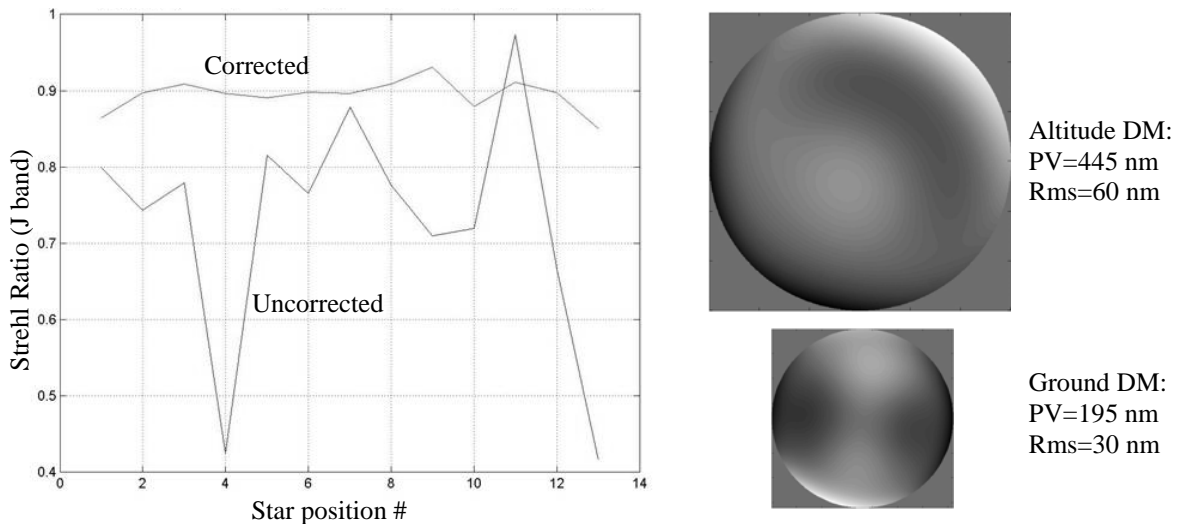 1
0.9
0.8
0.7
0.6
0.5
0.4
0
2
4
6
8
10
12
14
Strehl Ratio (J band)
Star position #
Corrected
Uncorrected
Altitude DM:
PV=445 nm
Rms=60 nm
Ground DM:
PV=195 nm
Rms=30 nm